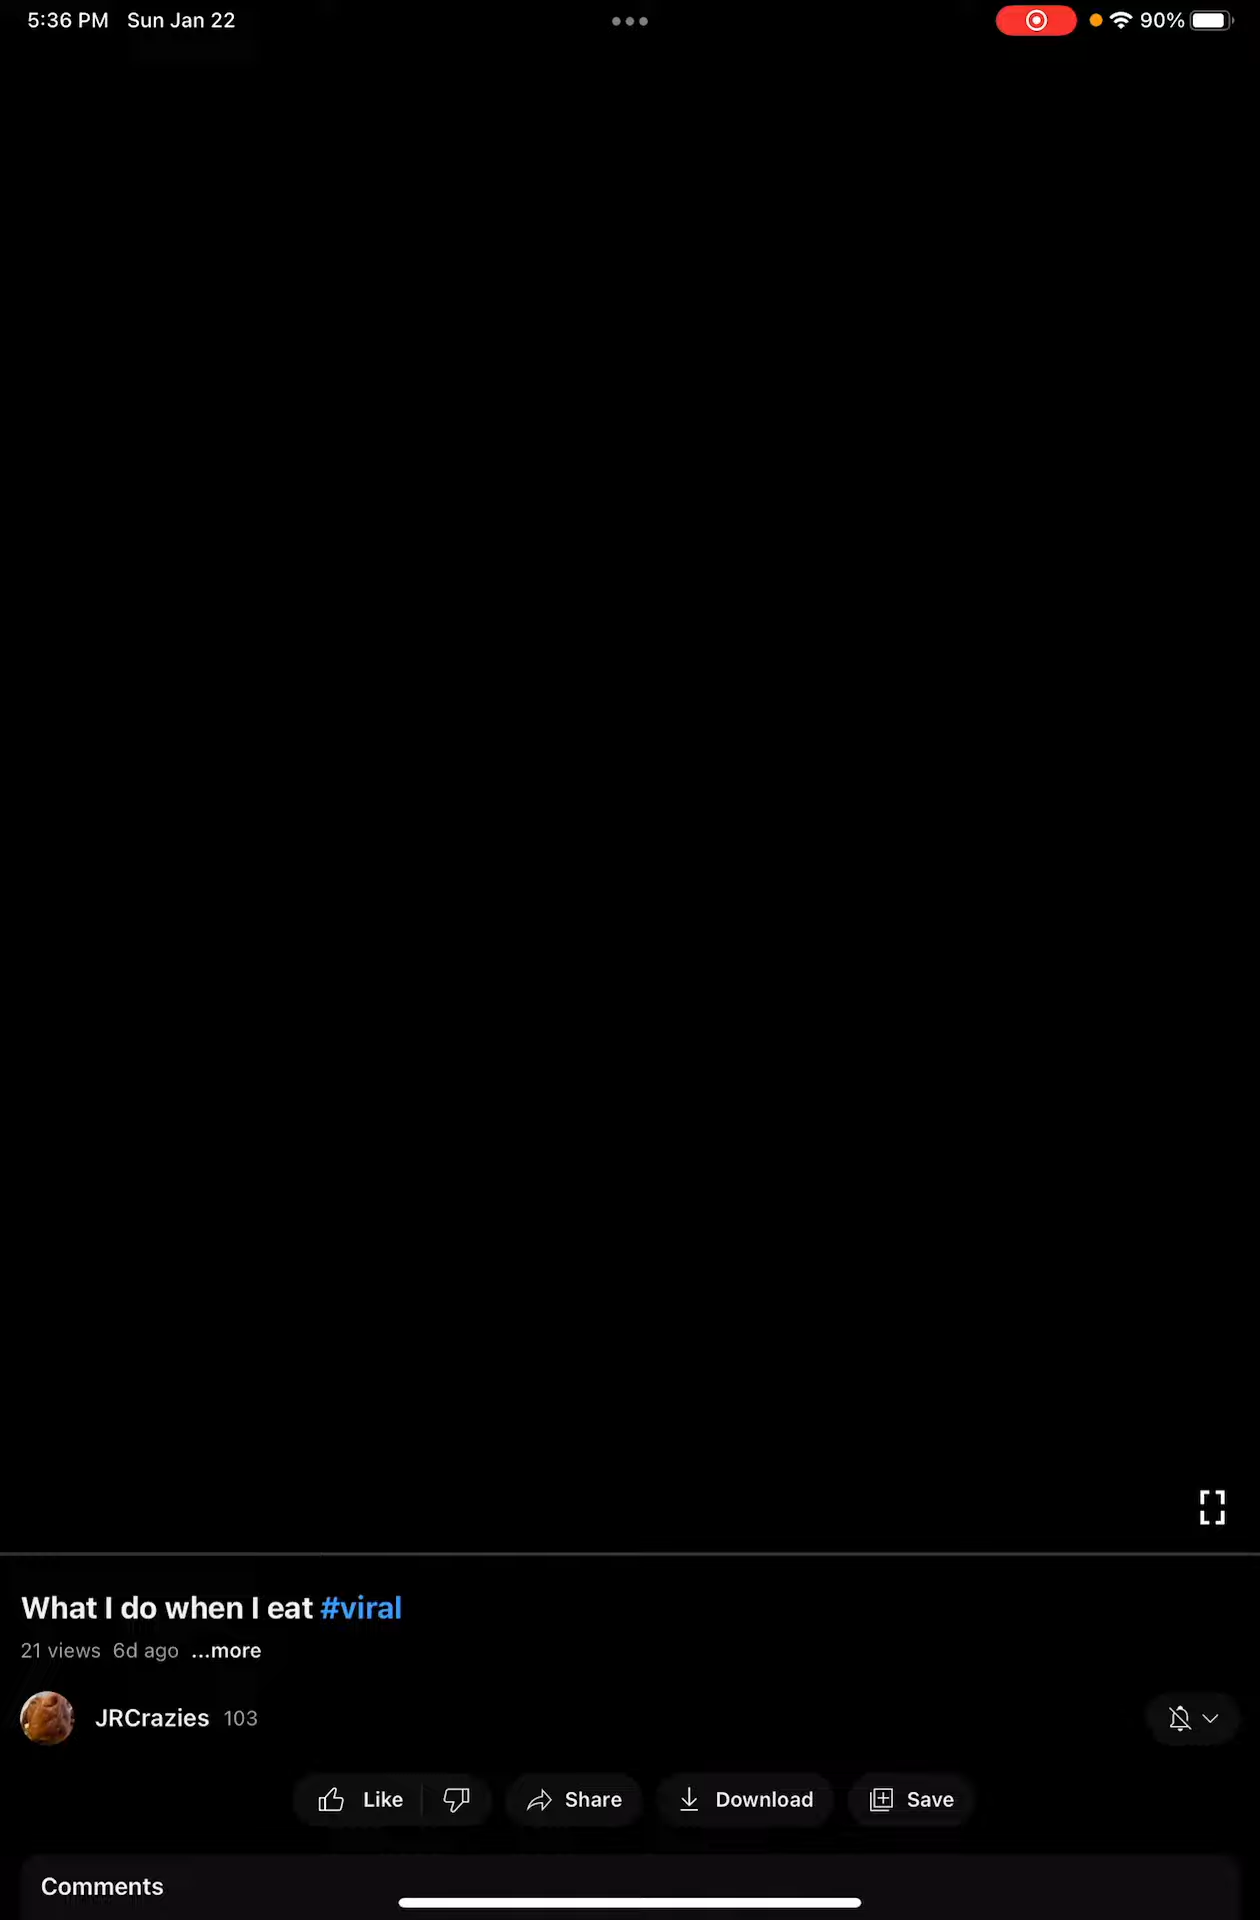 5:36 PM Sun Jan 22 90%
What I do when I eat #viral
21 views 6d ago ...more
JRCrazies 103
Like Share Download Save
Comments